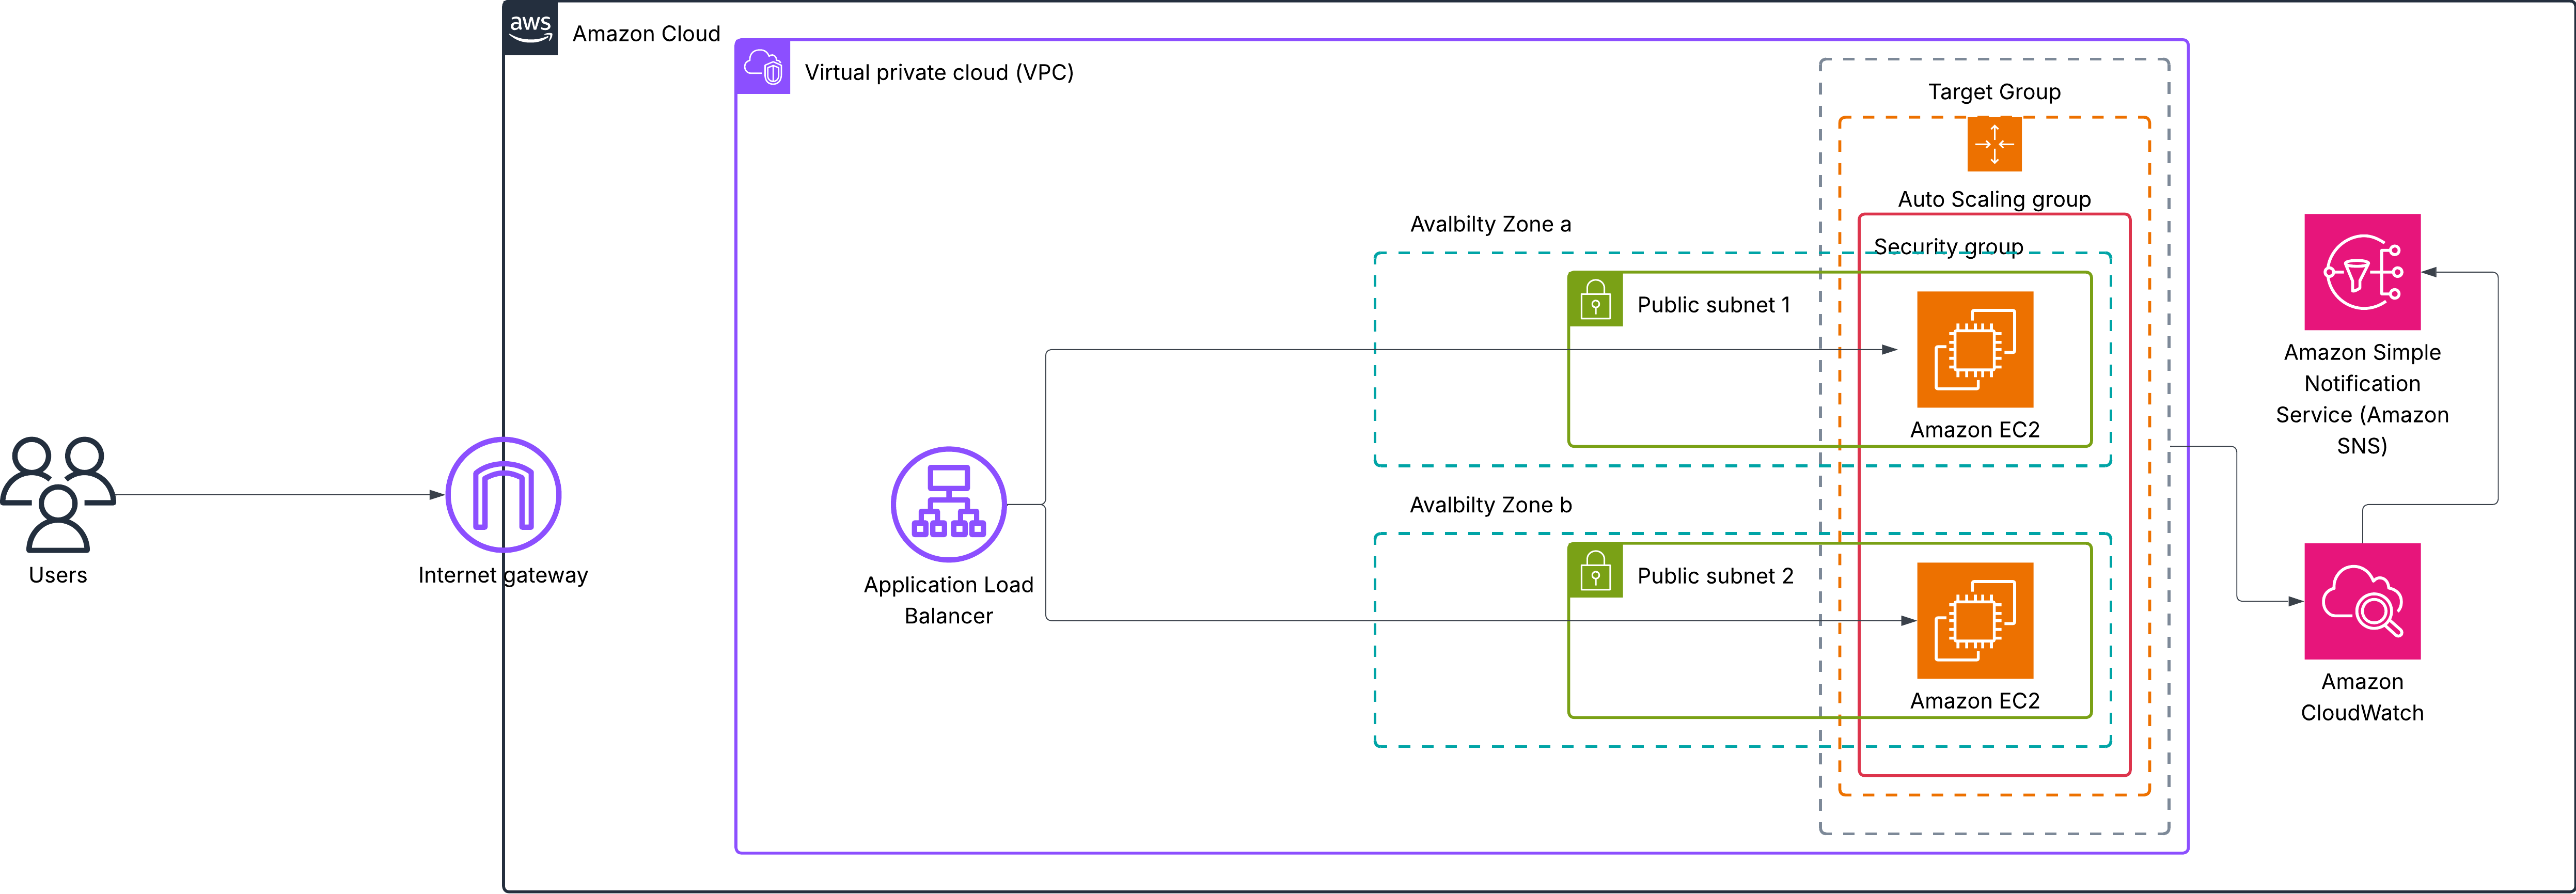 aws
Amazon Cloud
Virtual private cloud (VPC)
Target Group
Auto Scaling group
Avalbilty Zone a
Security group
Public subnet 1
Amazon EC2
Amazon Simple
Notification
Service (Amazon
SNS)
Avalbilty Zone b
Users
Internet gateway
Application Load
Balancer
Public subnet 2
Amazon EC2
Amazon
CloudWatch